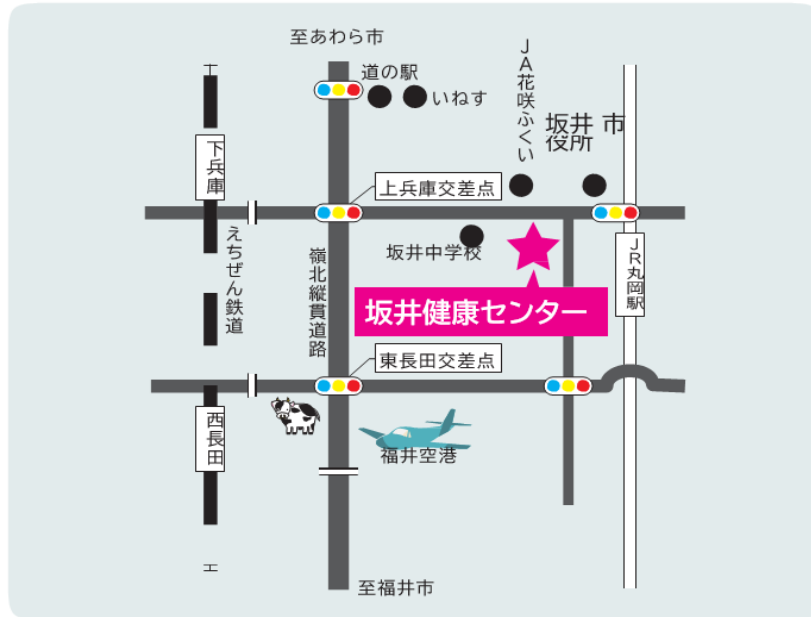 至あわら市
道の駅
いねす
JA花咲ふくい
坂井 市
役所
下兵庫
上兵庫交差点
えちぜん鉄道
嶺北縦貫道路
坂井中学校
JR丸岡駅
坂井健康センター
東長田交差点
西長田
福井空港
至福井市